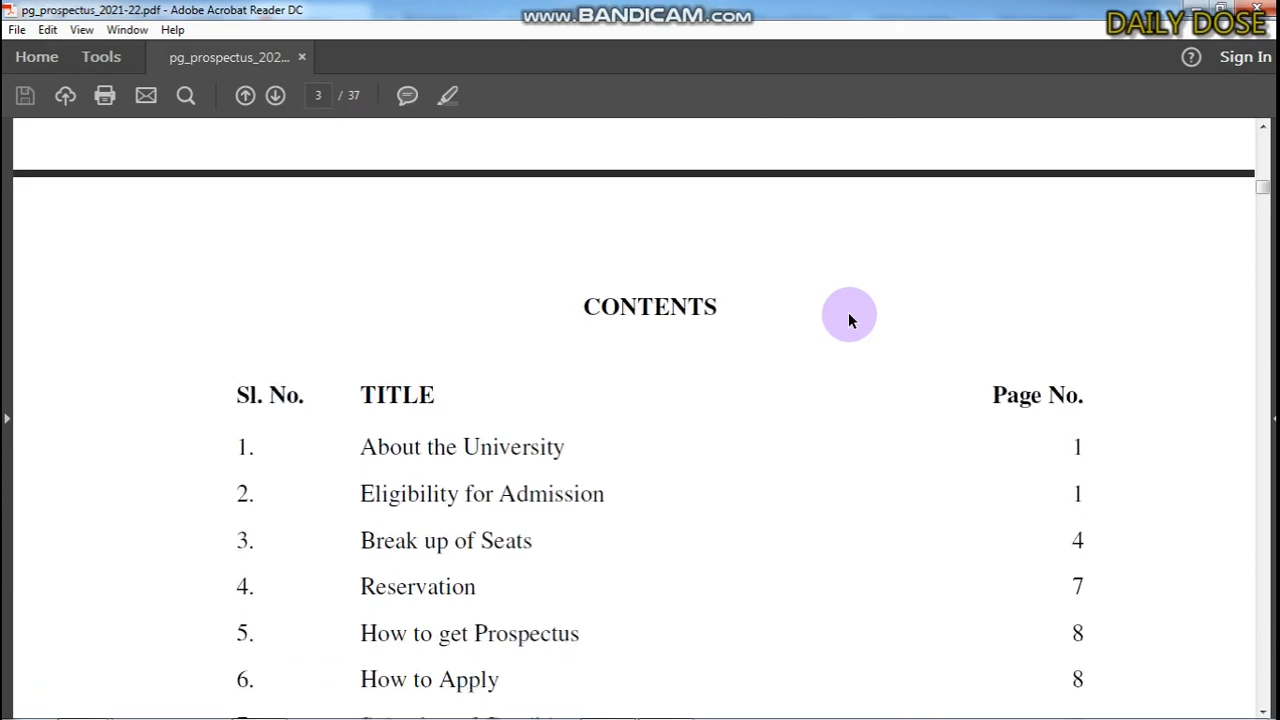 pg_prospectus_2021-22.pdf - Adobe Acrobat Reader DC
www.BANDICAM.com
DAILY DOSE
File Edit View Window Help
Home Tools pg_prospectus_202... × ? Sign In
3 / 37
CONTENTS
Sl. No. TITLE Page No.
1. About the University 1
2. Eligibility for Admission 1
3. Break up of Seats 4
4. Reservation 7
5. How to get Prospectus 8
6. How to Apply 8